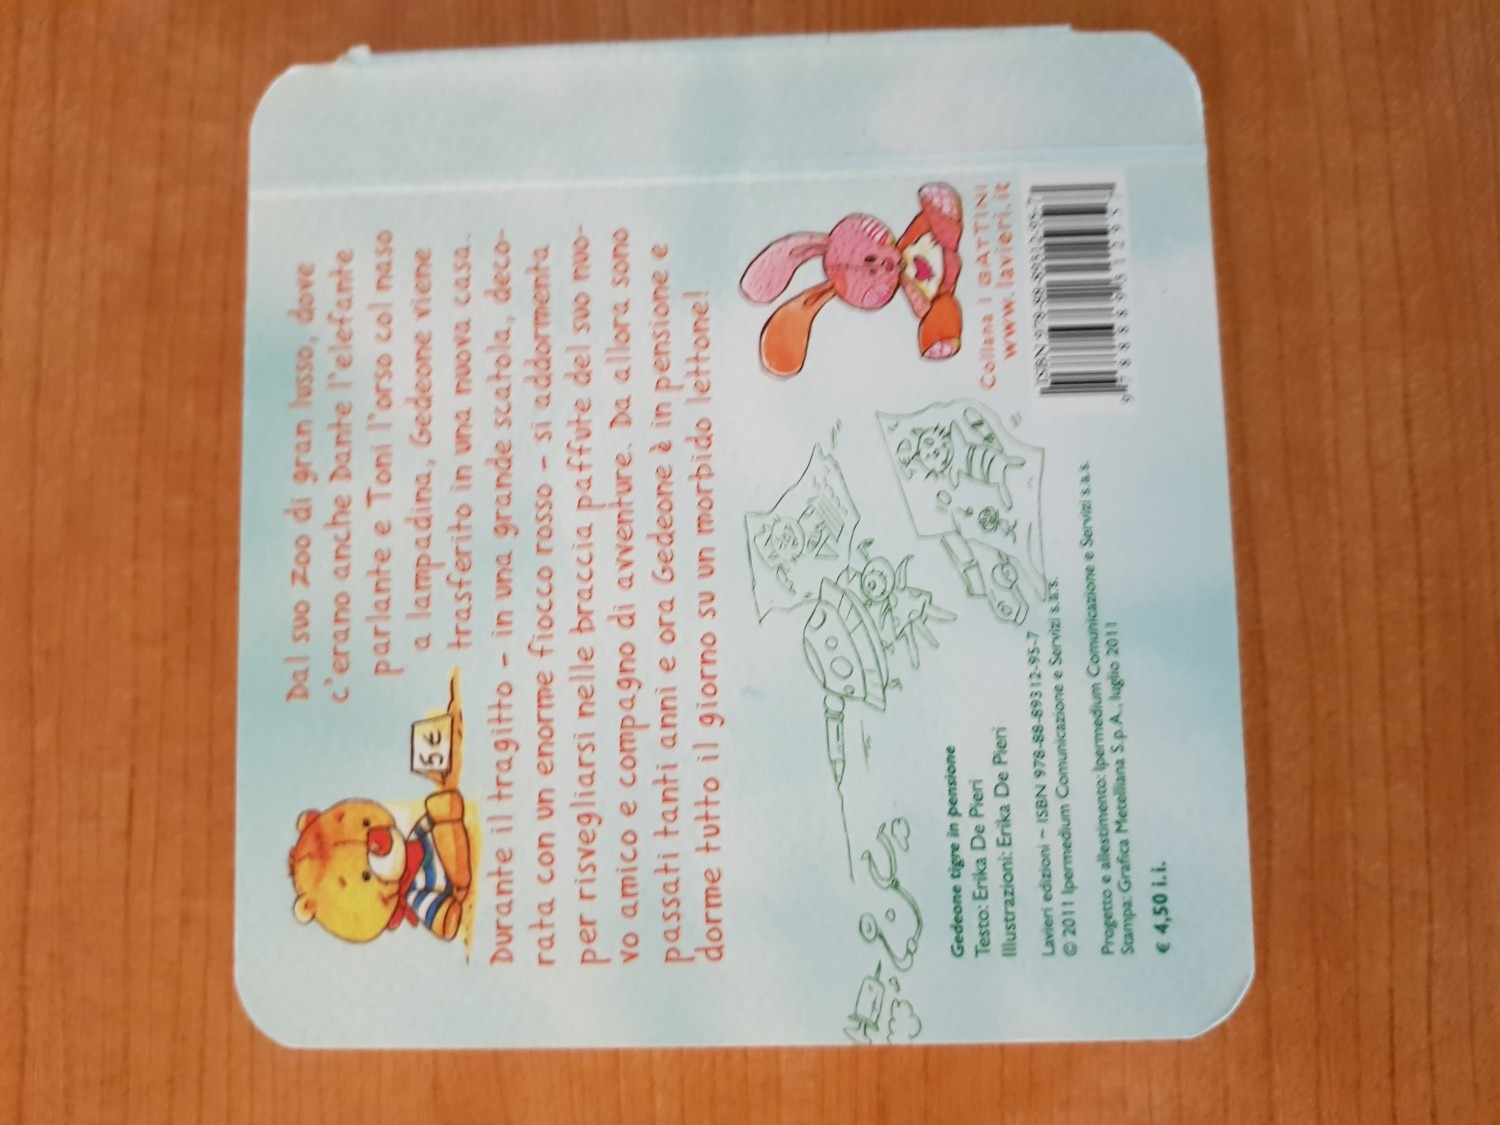 Dal suo zoo di gran lusso, dove
c'erano anche Dante l'elefante
parlante e Toni l'orso col naso
a lampadina, Gedeone viene
trasferito in una nuova casa.
Durante il tragitto - in una grande scatola, deco-
rata con un enorme fiocco rosso - si addormenta
per risvegliarsi nelle braccia paffute del suo nuo-
vo amico e compagno di avventure. Da allora sono
passati tanti anni e ora Gedeone è in pensione e
dorme tutto il giorno su un morbido lettone!
5 €
Collana I GATTINI
www.lavieri.it
ISBN 978-88-89312-95-7
9 788889 312957
Gedeone tigre in pensione
Testo: Erika De Pieri
Illustrazioni: Erika De Pieri
Lavieri edizioni – ISBN 978-88-89312-95-7
© 2011 Ipermedium Comunicazione e Servizi s.a.s.
Progetto e allestimento: Ipermedium Comunicazione e Servizi s.a.s.
Stampa: Grafica Metelliana S.p.A., luglio 2011
€ 4,50 i.i.